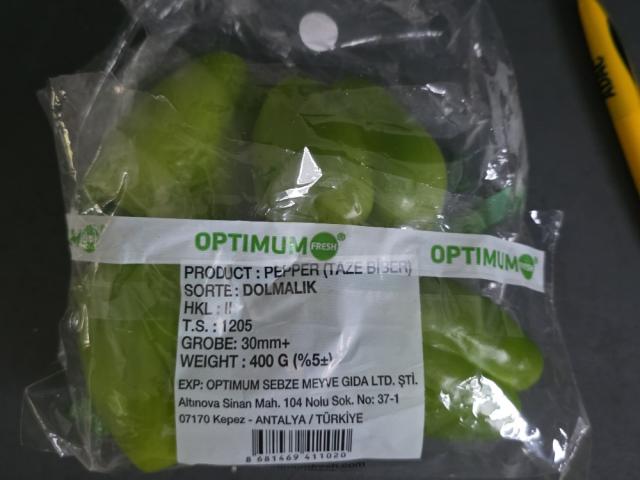 OPTIMUM FRESH® OPTIMUM
PRODUCT : PEPPER (TAZE BİBER)
SORTE : DOLMALIK
HKL : II
T.S. : 1205
GROBE: 30mm+
WEIGHT : 400 G (%5±)
EXP: OPTIMUM SEBZE MEYVE GIDA LTD. ŞTİ.
Altınova Sinan Mah. 104 Nolu Sok. No: 37-1
07170 Kepez - ANTALYA / TÜRKİYE
8 681469 411020